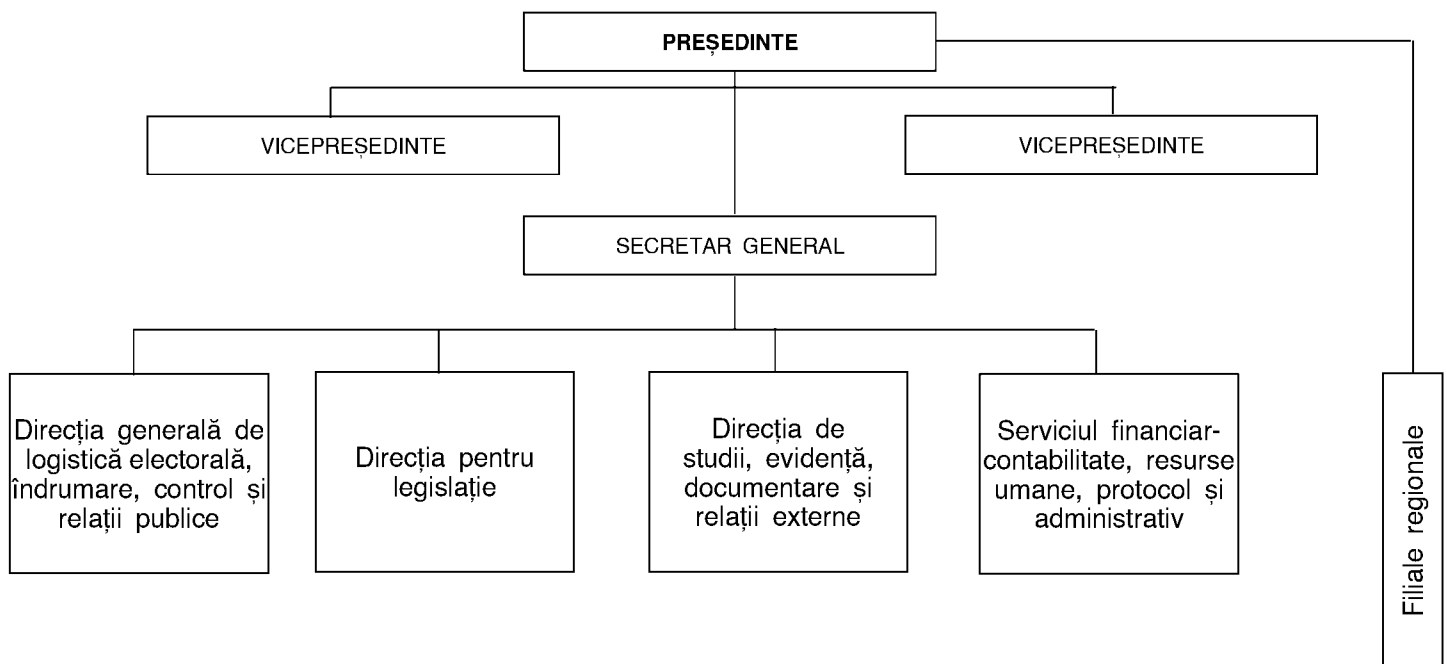 PREȘEDINTE
VICEPREȘEDINTE
VICEPREȘEDINTE
SECRETAR GENERAL
Direcția generală de
logistică electorală,
îndrumare, control și
relații publice
Direcția pentru
legislație
Direcția de
studii, evidență,
documentare și
relații externe
Serviciul financiar-
contabilitate, resurse
umane, protocol și
administrativ
Filiale regionale